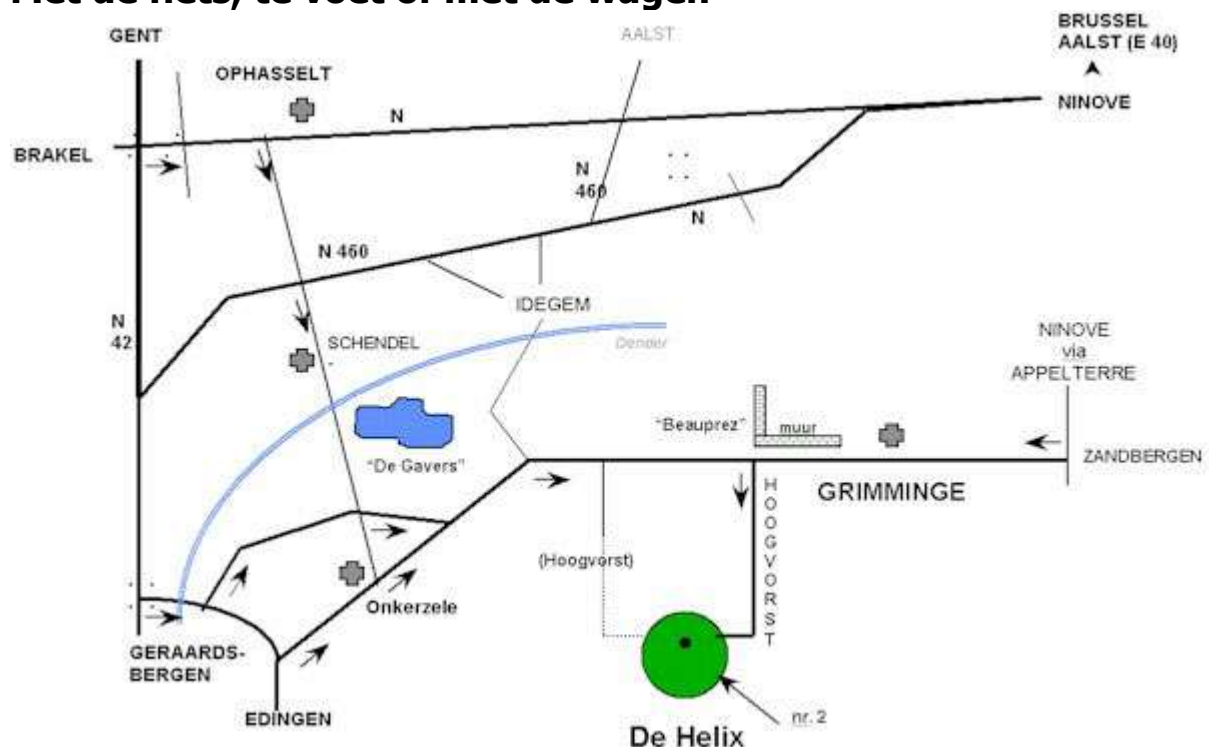 Met de fiets, te voet of met de wagen
BRUSSEL
AALST (E 40)
GENT
AALST
OPHASSELT
NINOVE
N
BRAKEL
N
460
N
N 460
IDEGEM
N
42
SCHENDEL
Dender
NINOVE
via
APPELTERRE
"Beauprez"
muur
"De Gavers"
ZANDBERGEN
GRIMMINGE
HOOGVORST
(Hoogvorst)
Onkerzele
GERAARDS-
BERGEN
EDINGEN
nr. 2
De Helix